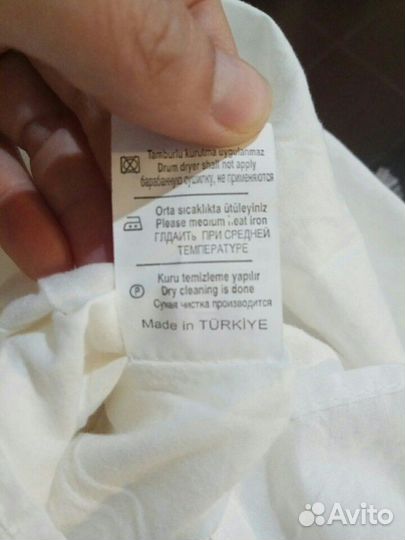 Tamburlu kurutma uygulanmaz
Drum dryer shall not apply
барабанную сушилку, не применяются
Orta sıcaklıkta ütüleyiniz
Please medium heat iron
ГЛДАИТЬ ПРИ СРЕДНЕЙ
ТЕМПЕРАТУРЕ
P
Kuru temizleme yapılır
Dry cleaning is done
Сухая чистка производится
Made in TÜRKİYE
Avito